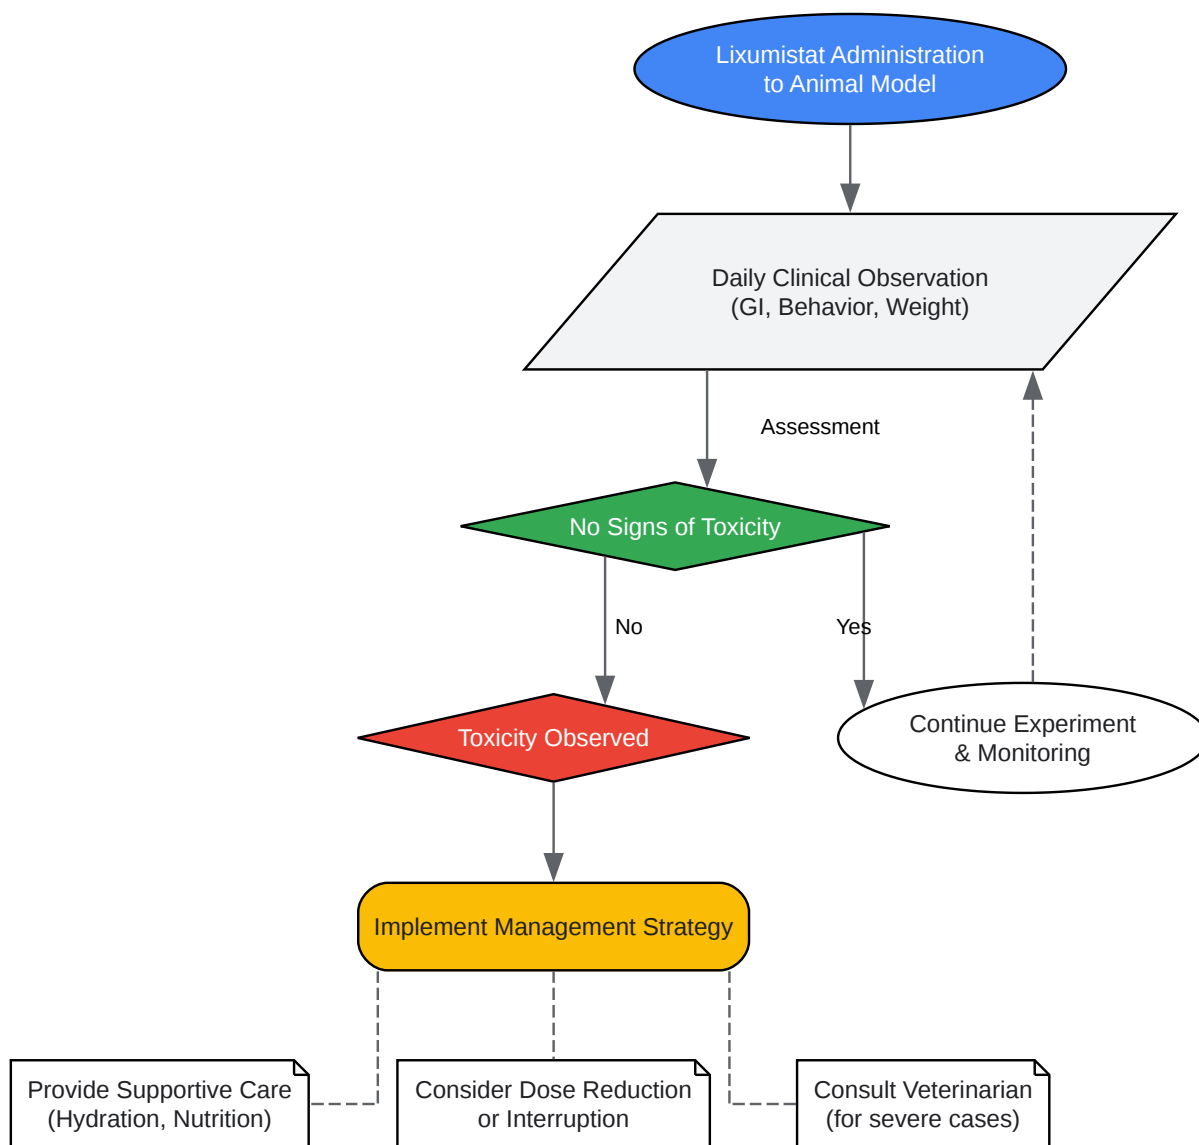 Lixumistat Administration
to Animal Model
Daily Clinical Observation
(GI, Behavior, Weight)
Assessment
No Signs of Toxicity
No
Yes
Toxicity Observed
Continue Experiment
& Monitoring
Implement Management Strategy
Provide Supportive Care
(Hydration, Nutrition)
Consider Dose Reduction
or Interruption
Consult Veterinarian
(for severe cases)